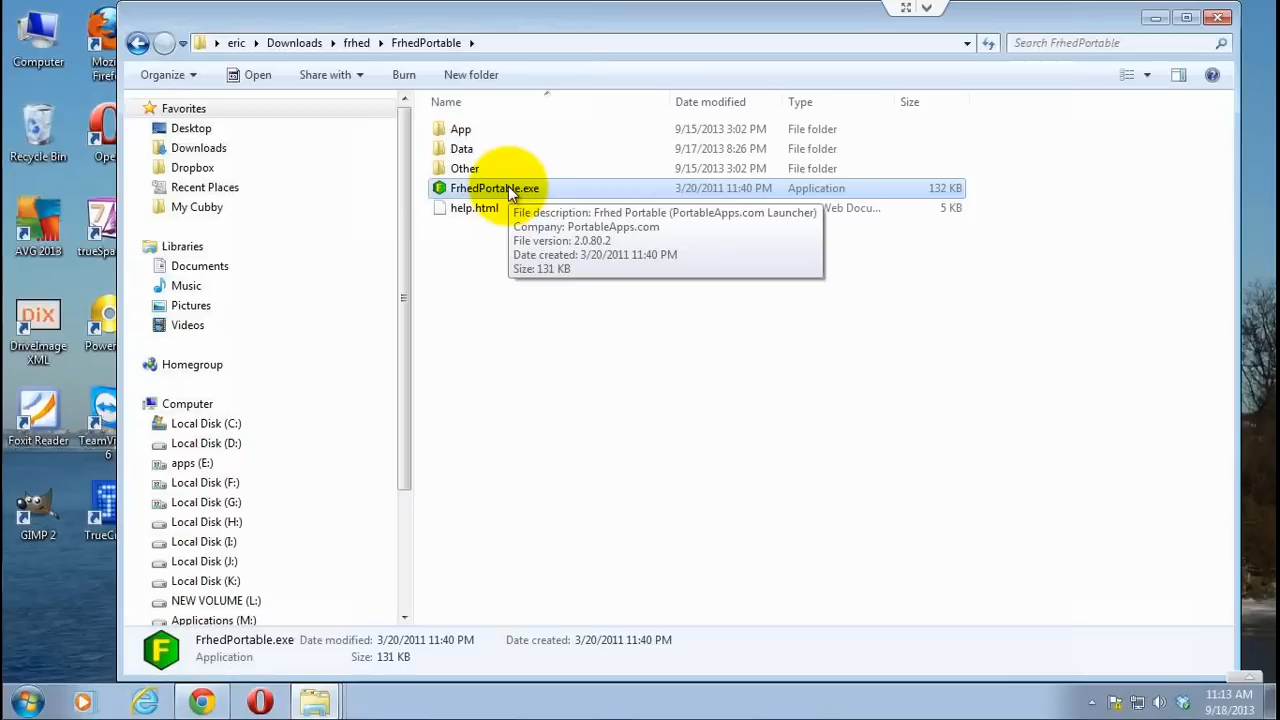 Computer
Mozi
Firef
Recycle Bin
Ope
AVG 2013
trueSpa
DiX
DriveImage
XML
Power
Foxit Reader
TeamVi
6
GIMP 2
TrueC
eric
Downloads
frhed
FrhedPortable
Search FrhedPortable
Organize
Open
Share with
Burn
New folder
Favorites
Desktop
Downloads
Dropbox
Recent Places
My Cubby
Libraries
Documents
Music
Pictures
Videos
Homegroup
Computer
Local Disk (C:)
Local Disk (D:)
apps (E:)
Local Disk (F:)
Local Disk (G:)
Local Disk (H:)
Local Disk (I:)
Local Disk (J:)
Local Disk (K:)
NEW VOLUME (L:)
Applications (M:)
Name Date modified Type Size
App 9/15/2013 3:02 PM File folder
Data 9/17/2013 8:26 PM File folder
Other 9/15/2013 3:02 PM File folder
FrhedPortable.exe 3/20/2011 11:40 PM Application 132 KB
help.html Web Docu... 5 KB
File description: Frhed Portable (PortableApps.com Launcher)
Company: PortableApps.com
File version: 2.0.80.2
Date created: 3/20/2011 11:40 PM
Size: 131 KB
F
FrhedPortable.exe Date modified: 3/20/2011 11:40 PM Date created: 3/20/2011 11:40 PM
Application Size: 131 KB
11:13 AM
9/18/2013